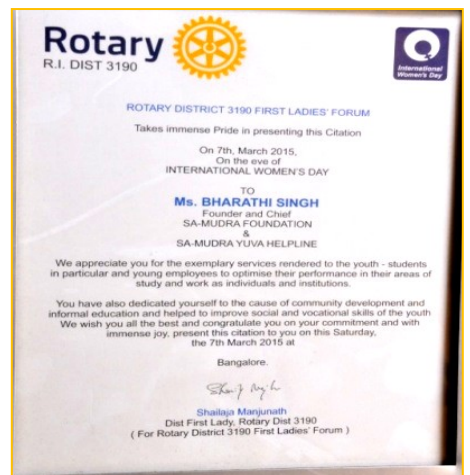 Rotary
R.I. DIST 3190
International
Women's Day
ROTARY DISTRICT 3190 FIRST LADIES' FORUM
Takes immense Pride in presenting this Citation
On 7th, March 2015,
On the eve of
INTERNATIONAL WOMEN'S DAY
TO
Ms. BHARATHI SINGH
Founder and Chief
SA-MUDRA FOUNDATION
&
SA-MUDRA YUVA HELPLINE
We appreciate you for the exemplary services rendered to the youth - students
in particular and young employees to optimise their performance in their areas of
study and work as individuals and institutions.
You have also dedicated yourself to the cause of community development and
informal education and helped to improve social and vocational skills of the youth
We wish you all the best and congratulate you on your commitment and with
immense joy, present this citation to you on this Saturday,
the 7th March 2015 at
Bangalore.
Shailaja Manjunath
Dist First Lady, Rotary Dist 3190
( For Rotary District 3190 First Ladies' Forum )